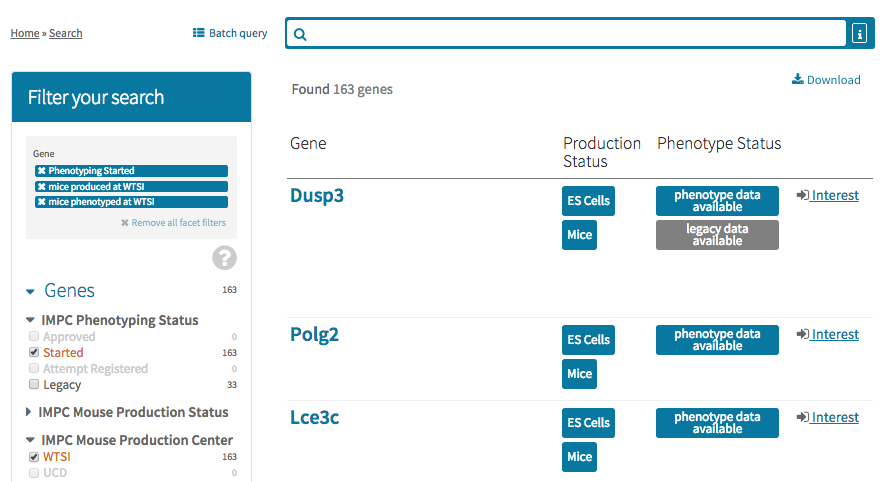 Home » Search
Batch query
i
Download
Filter your search
Found 163 genes
Gene
Phenotyping Started
mice produced at WTSI
mice phenotyped at WTSI
Remove all facet filters
?
Genes 163
IMPC Phenotyping Status
Approved 0
Started 163
Attempt Registered 0
Legacy 33
IMPC Mouse Production Status
IMPC Mouse Production Center
WTSI 163
UCD 0
Gene
Production
Status
Phenotype Status
Dusp3
ES Cells
Mice
phenotype data
available
legacy data
available
Interest
Polg2
ES Cells
Mice
phenotype data
available
Interest
Lce3c
ES Cells
Mice
phenotype data
available
Interest